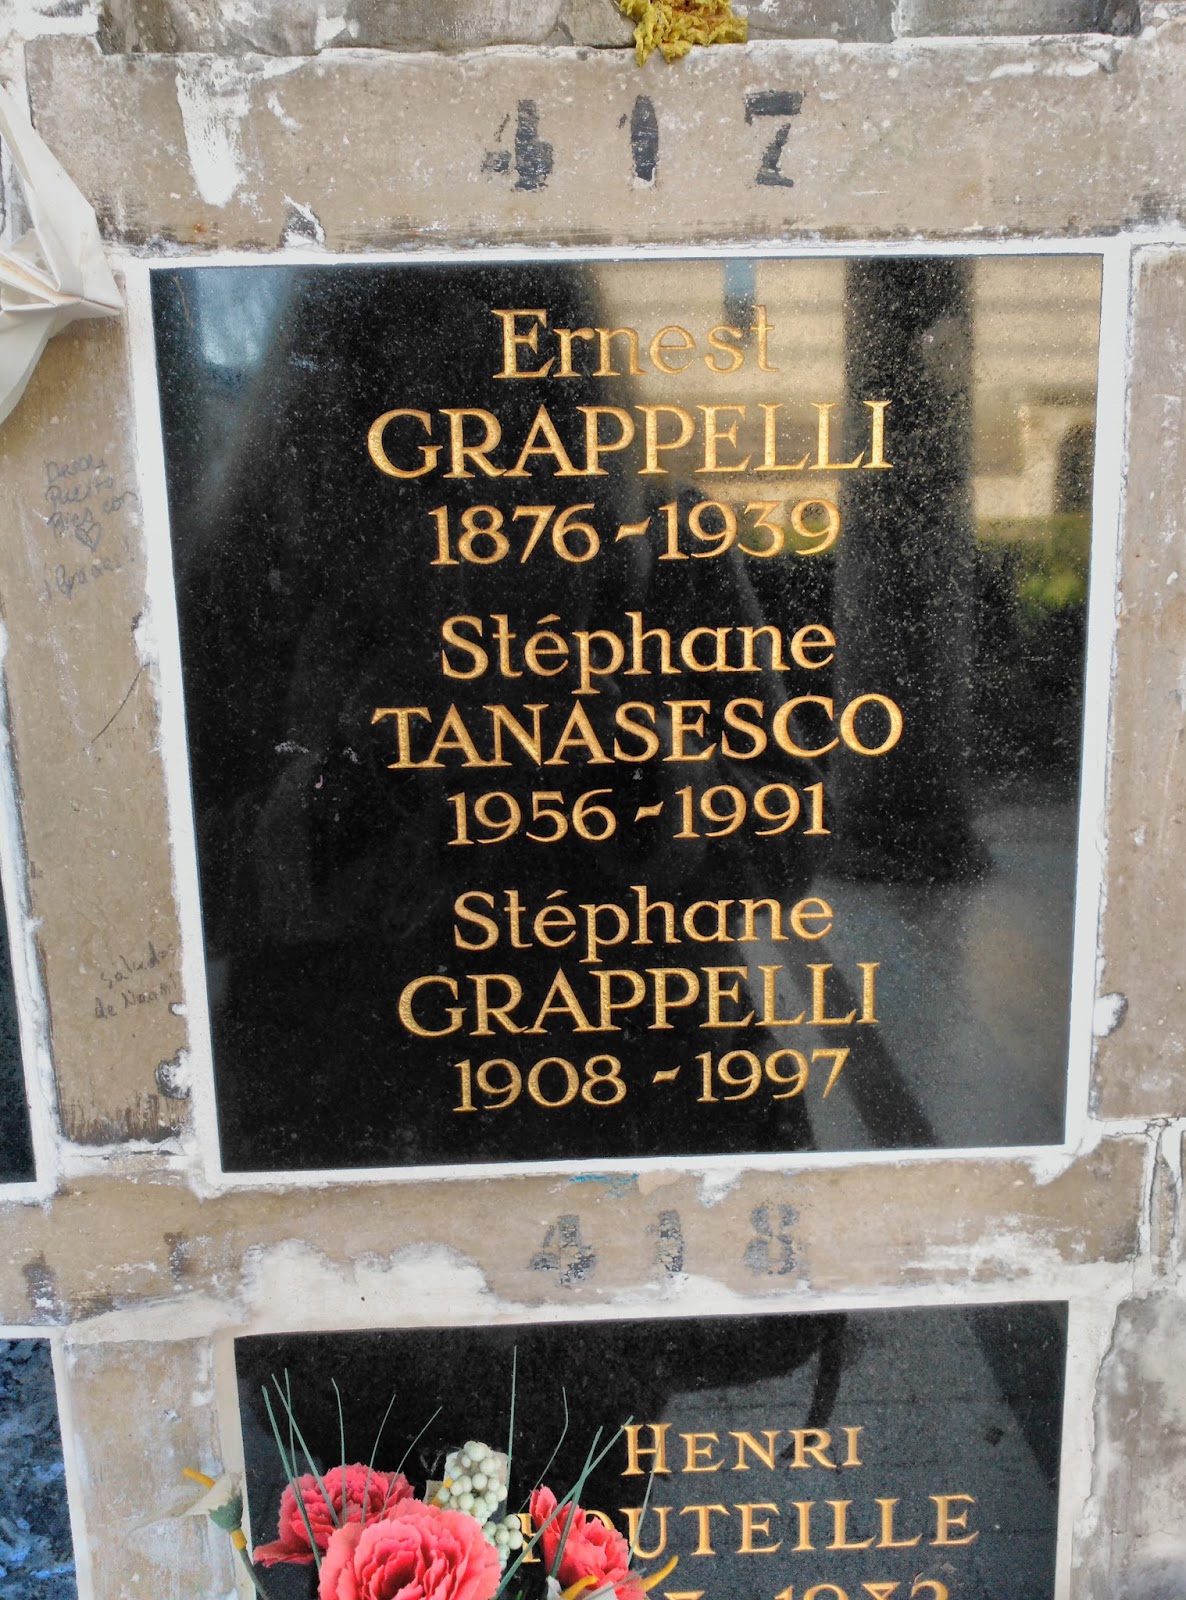 417
Ernest
GRAPPELLI
1876-1939
Stéphane
TANASESCO
1956-1991
Stéphane
GRAPPELLI
1908-1997
418
HENRI